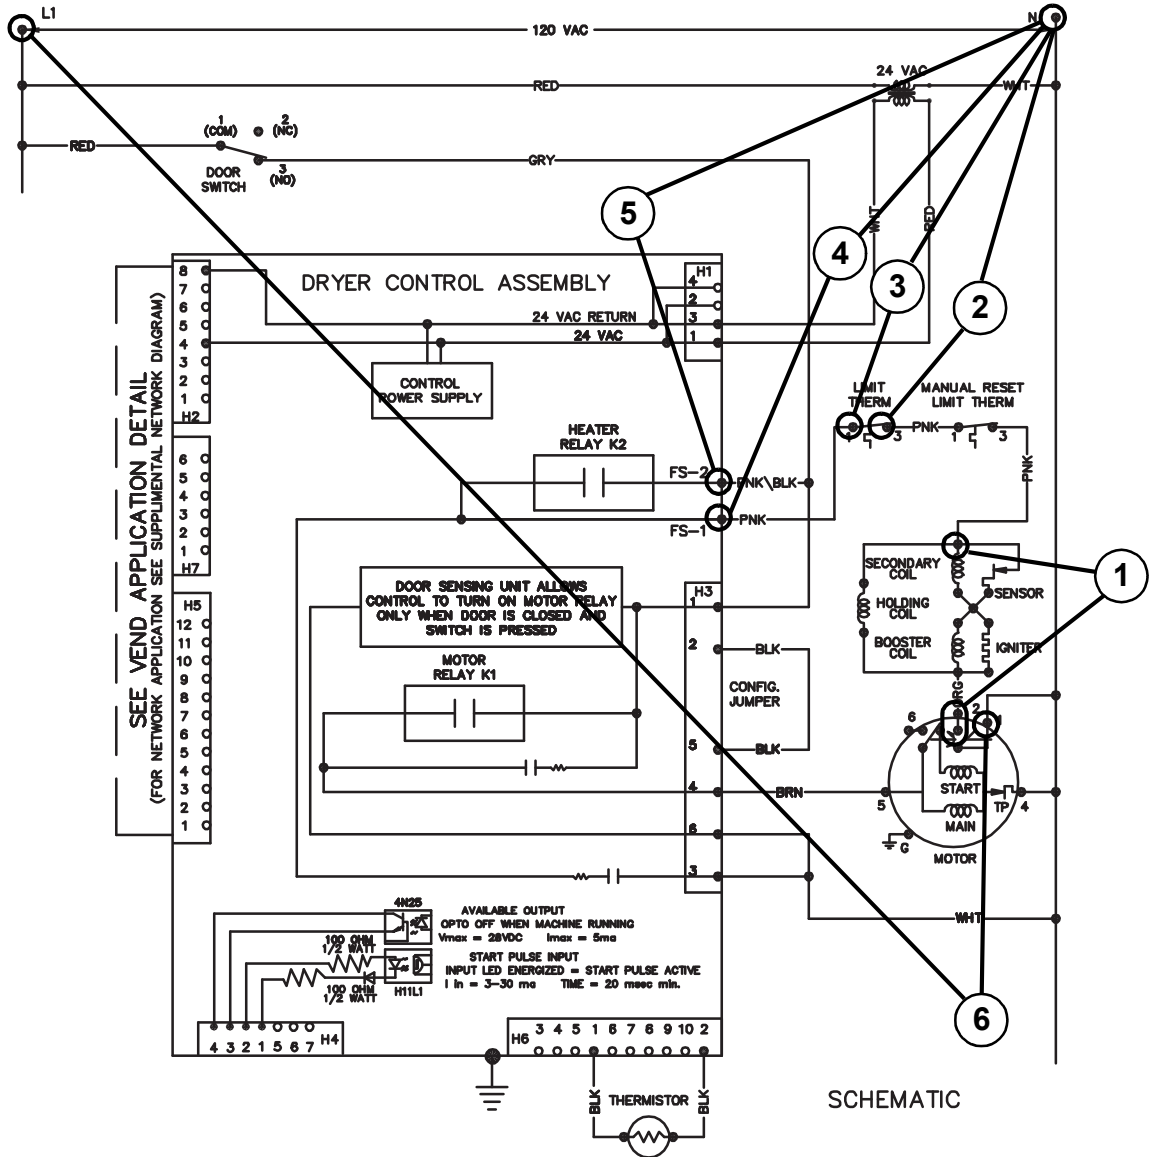 L1
N
120 VAC
24 VAC
RED
WHT
1
(COM)
2
(NC)
RED
GRY
3
(NO)
DOOR
SWITCH
5
4
3
2
WHT
RED
DRYER CONTROL ASSEMBLY
H1
4
2
3
1
24 VAC RETURN
24 VAC
8
7
6
5
4
3
2
1
H2
CONTROL
POWER SUPPLY
LIMIT
THERM
MANUAL RESET
LIMIT THERM
1
3
PNK
1
3
PNK
HEATER
RELAY K2
FS-2
PNK\BLK
FS-1
PNK
6
5
4
3
2
1
H7
SEE VEND APPLICATION DETAIL
(FOR NETWORK APPLICATION SEE SUPPLIMENTAL NETWORK DIAGRAM)
DOOR SENSING UNIT ALLOWS
CONTROL TO TURN ON MOTOR RELAY
ONLY WHEN DOOR IS CLOSED AND
SWITCH IS PRESSED
H3
1
2
5
4
6
3
BLK
CONFIG.
JUMPER
BLK
BRN
SECONDARY
COIL
SENSOR
HOLDING
COIL
BOOSTER
COIL
IGNITER
1
ORG
H5
12
11
10
9
8
7
6
5
4
3
2
1
MOTOR
RELAY K1
6
2
1
START
5
TP
4
MAIN
G
MOTOR
WHT
4N25
AVAILABLE OUTPUT
OPTO OFF WHEN MACHINE RUNNING
Vmax = 28VDC Imax = 5ma
100 OHM
1/2 WATT
START PULSE INPUT
INPUT LED ENERGIZED = START PULSE ACTIVE
I in = 3-30 ma TIME = 20 msec min.
100 OHM
1/2 WATT
H11L1
6
4 3 2 1 5 6 7
H4
H6
3 4 5 1 6 7 8 9 10 2
BLK
THERMISTOR
BLK
SCHEMATIC